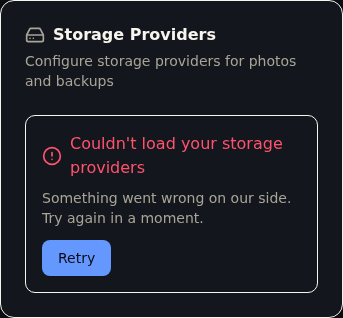 Storage Providers
Configure storage providers for photos
and backups
Couldn't load your storage
providers
Something went wrong on our side.
Try again in a moment.
Retry